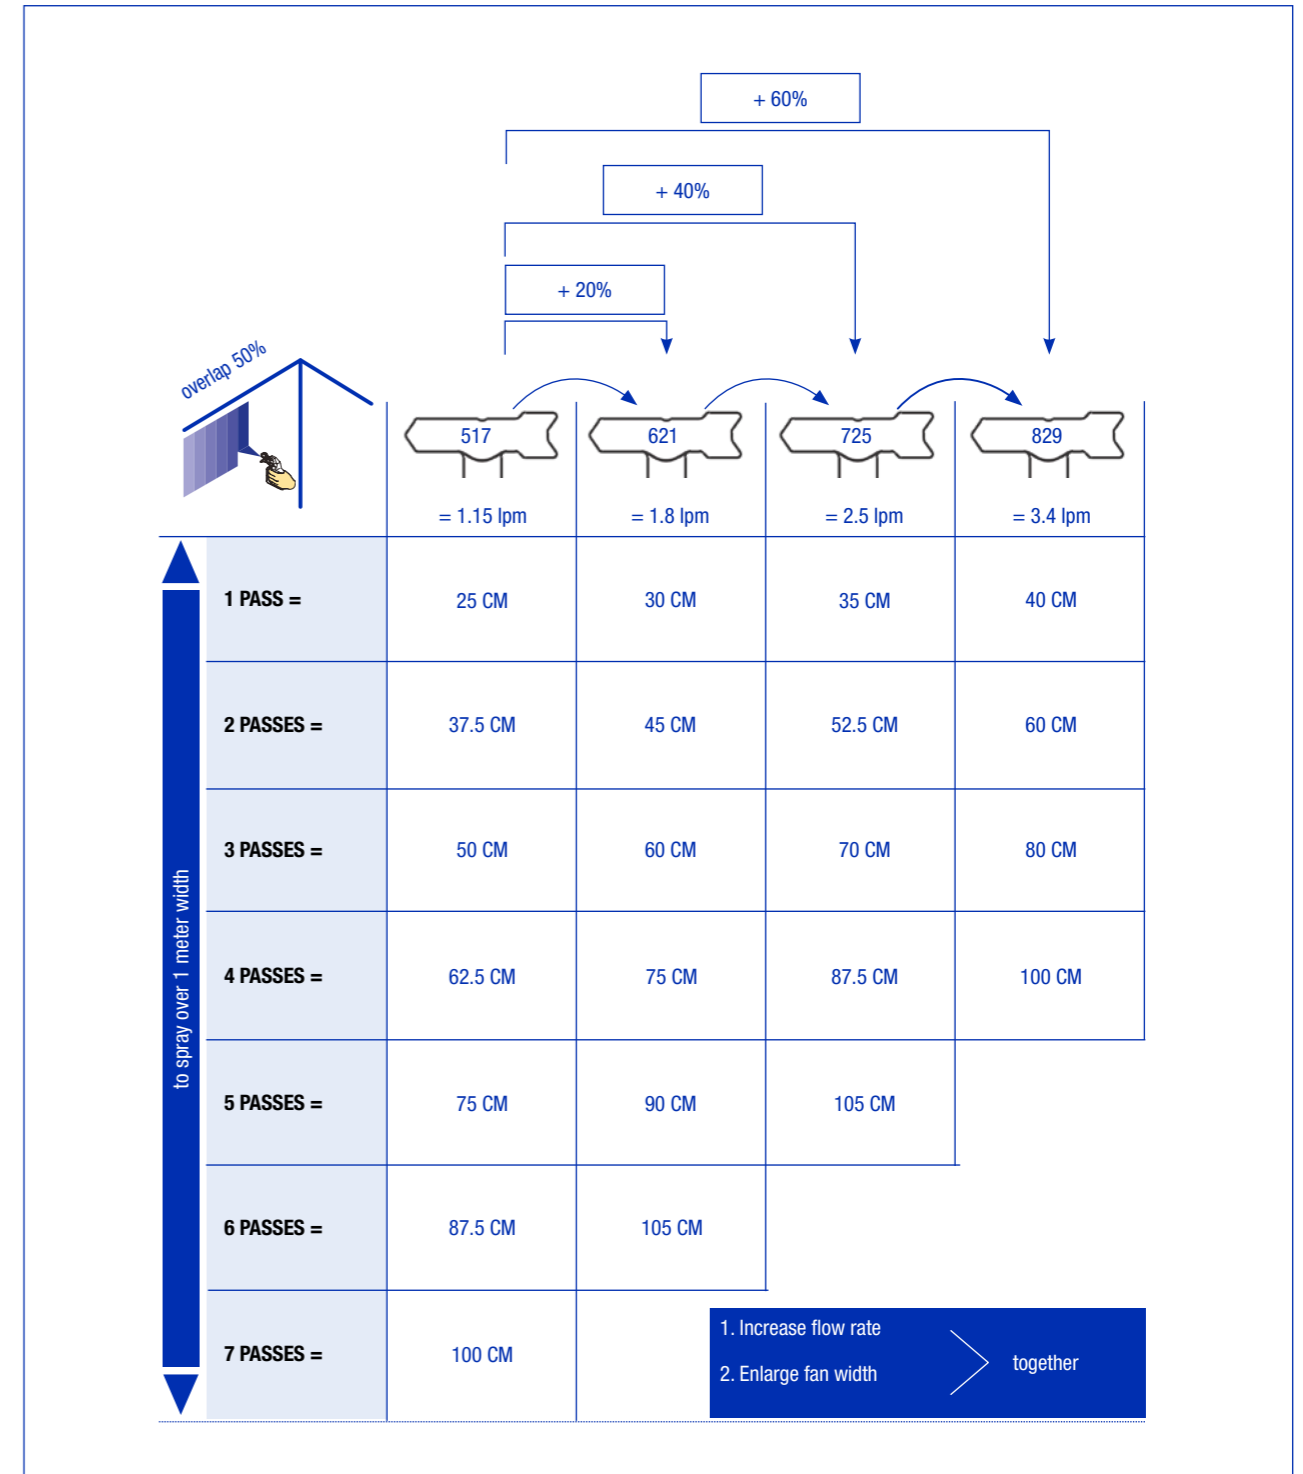 + 60%
+ 40%
+ 20%
overlap 50%
517
621
725
829
= 1.15 lpm
= 1.8 lpm
= 2.5 lpm
= 3.4 lpm
to spray over 1 meter width
1 PASS =
25 CM
30 CM
35 CM
40 CM
2 PASSES =
37.5 CM
45 CM
52.5 CM
60 CM
3 PASSES =
50 CM
60 CM
70 CM
80 CM
4 PASSES =
62.5 CM
75 CM
87.5 CM
100 CM
5 PASSES =
75 CM
90 CM
105 CM
6 PASSES =
87.5 CM
105 CM
7 PASSES =
100 CM
1. Increase flow rate
2. Enlarge fan width
together